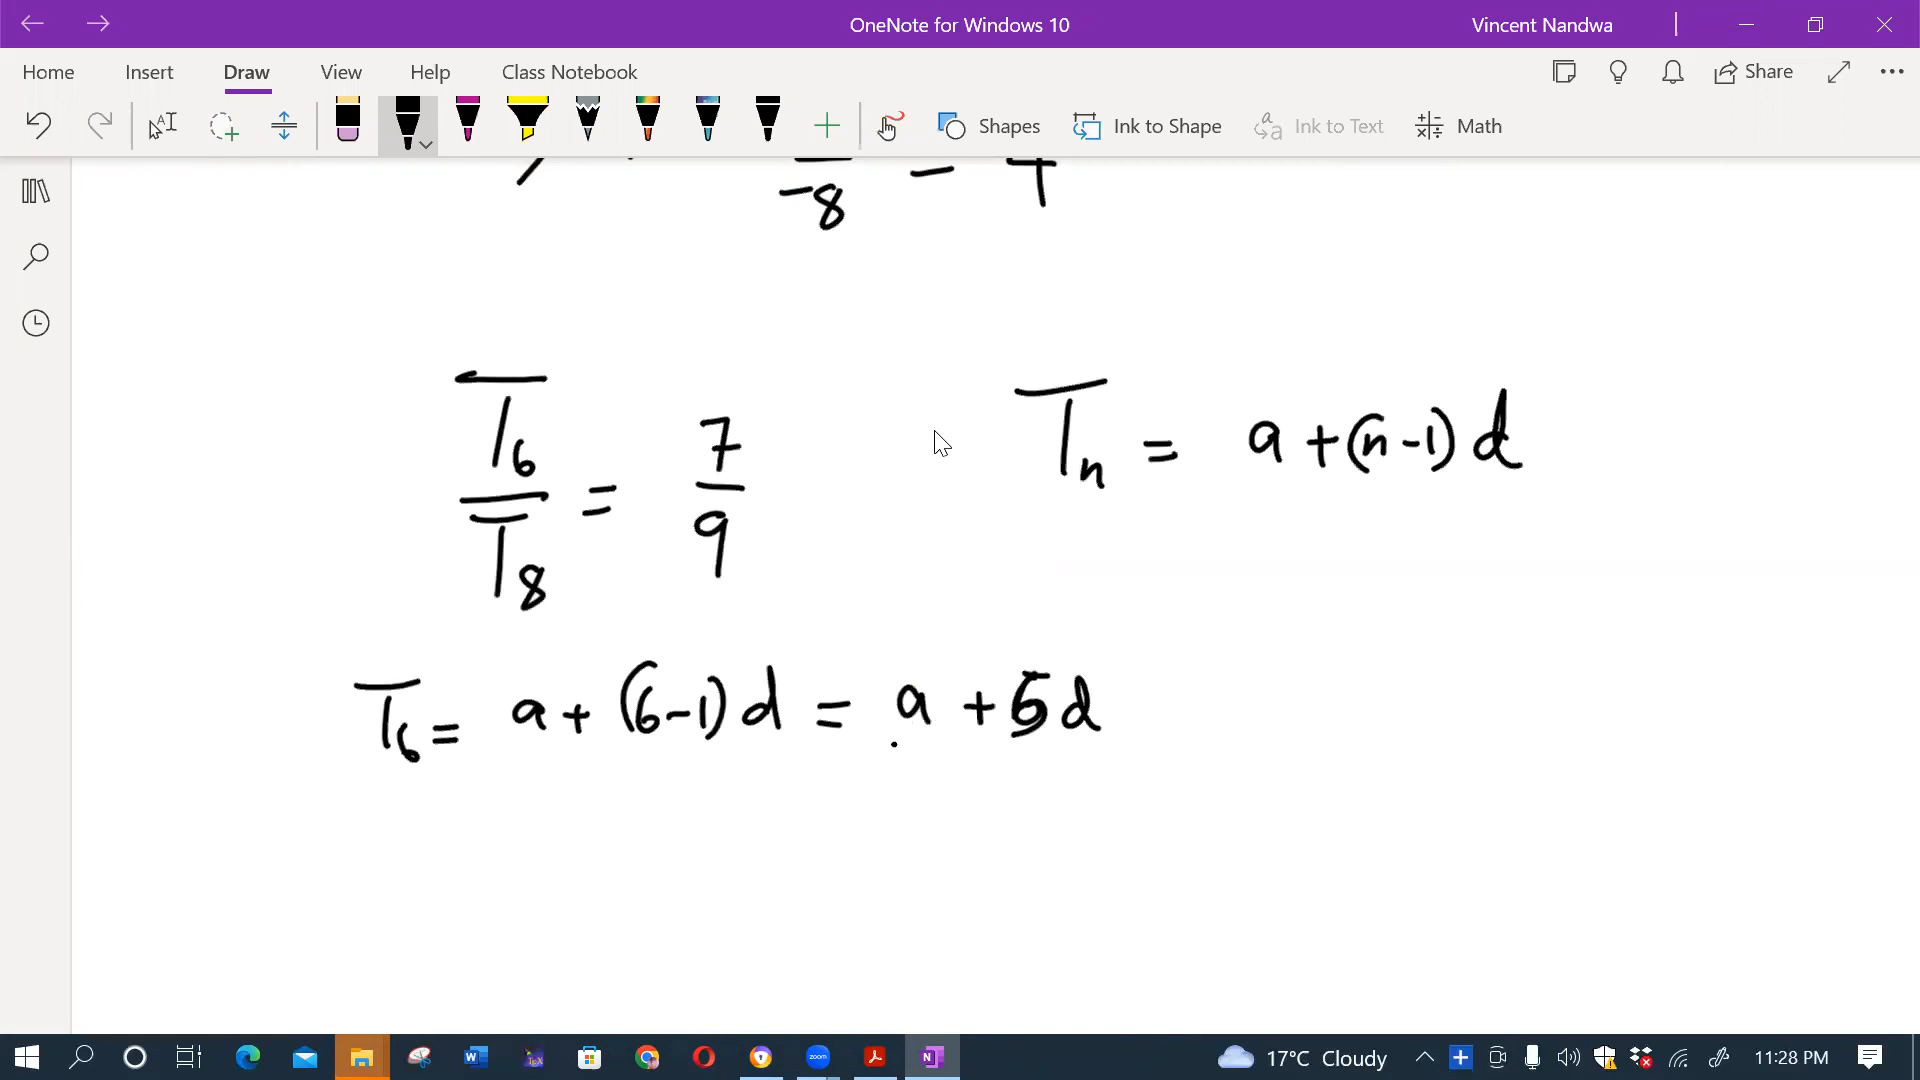 OneNote for Windows 10
Vincent Nandwa
Home Insert Draw View Help Class Notebook
Share
Shapes Ink to Shape Ink to Text Math
-8
T6/T8 = 7/9
Tn = a + (n-1) d
T6 = a + (6-1) d = a + 5d
17°C Cloudy
11:28 PM